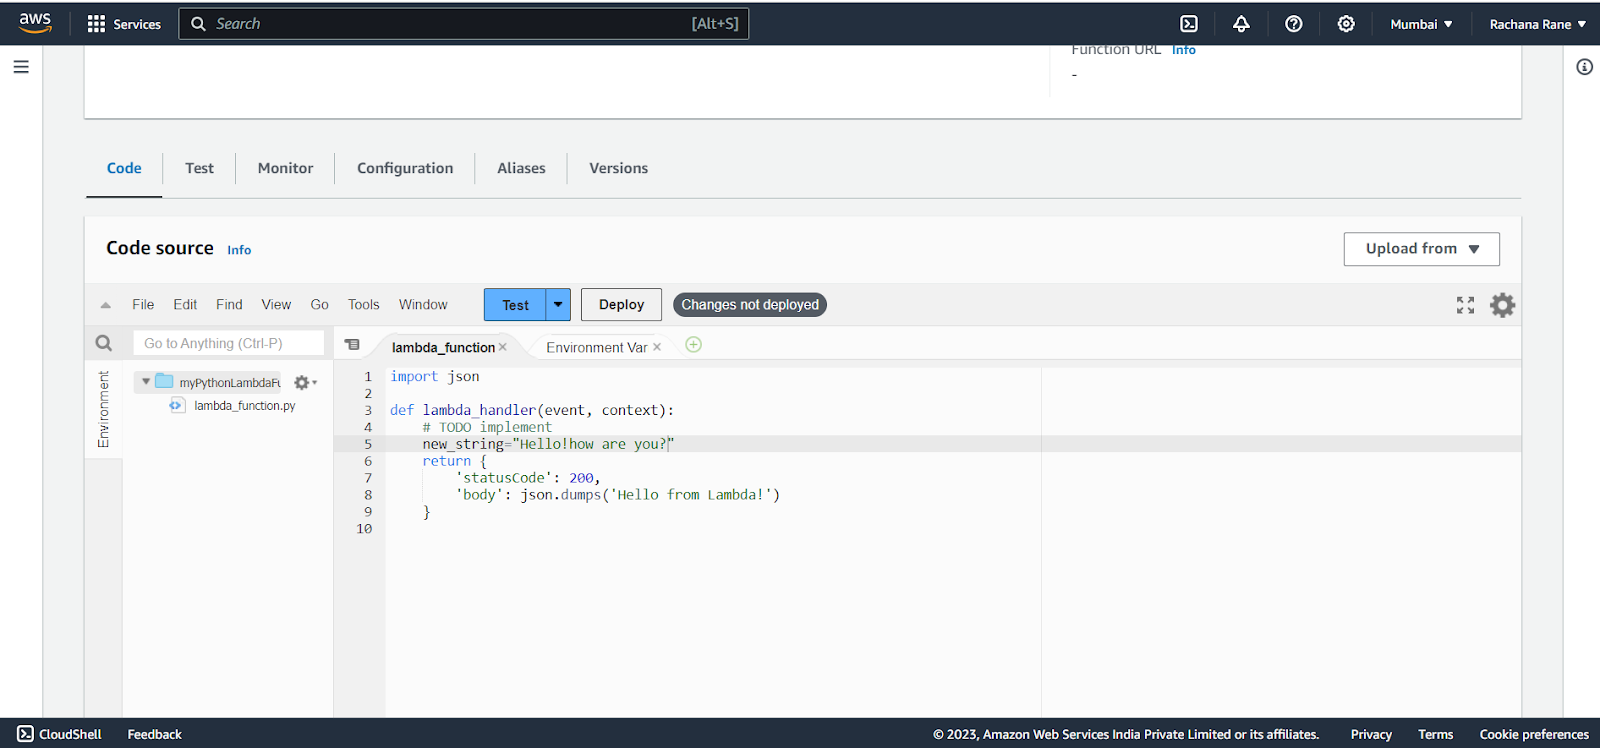 aws Services Search [Alt+S] Mumbai Rachana Rane
Function URL Info
-
Code Test Monitor Configuration Aliases Versions
Code source Info Upload from
File Edit Find View Go Tools Window Test Deploy Changes not deployed
Go to Anything (Ctrl-P) lambda_function Environment Var
Environment
myPythonLambdaFu
lambda_function.py
1 import json
2
3 def lambda_handler(event, context):
4 # TODO implement
5 new_string="Hello!how are you?"
6 return {
7 'statusCode': 200,
8 'body': json.dumps('Hello from Lambda!')
9 }
10
CloudShell Feedback © 2023, Amazon Web Services India Private Limited or its affiliates. Privacy Terms Cookie preferences